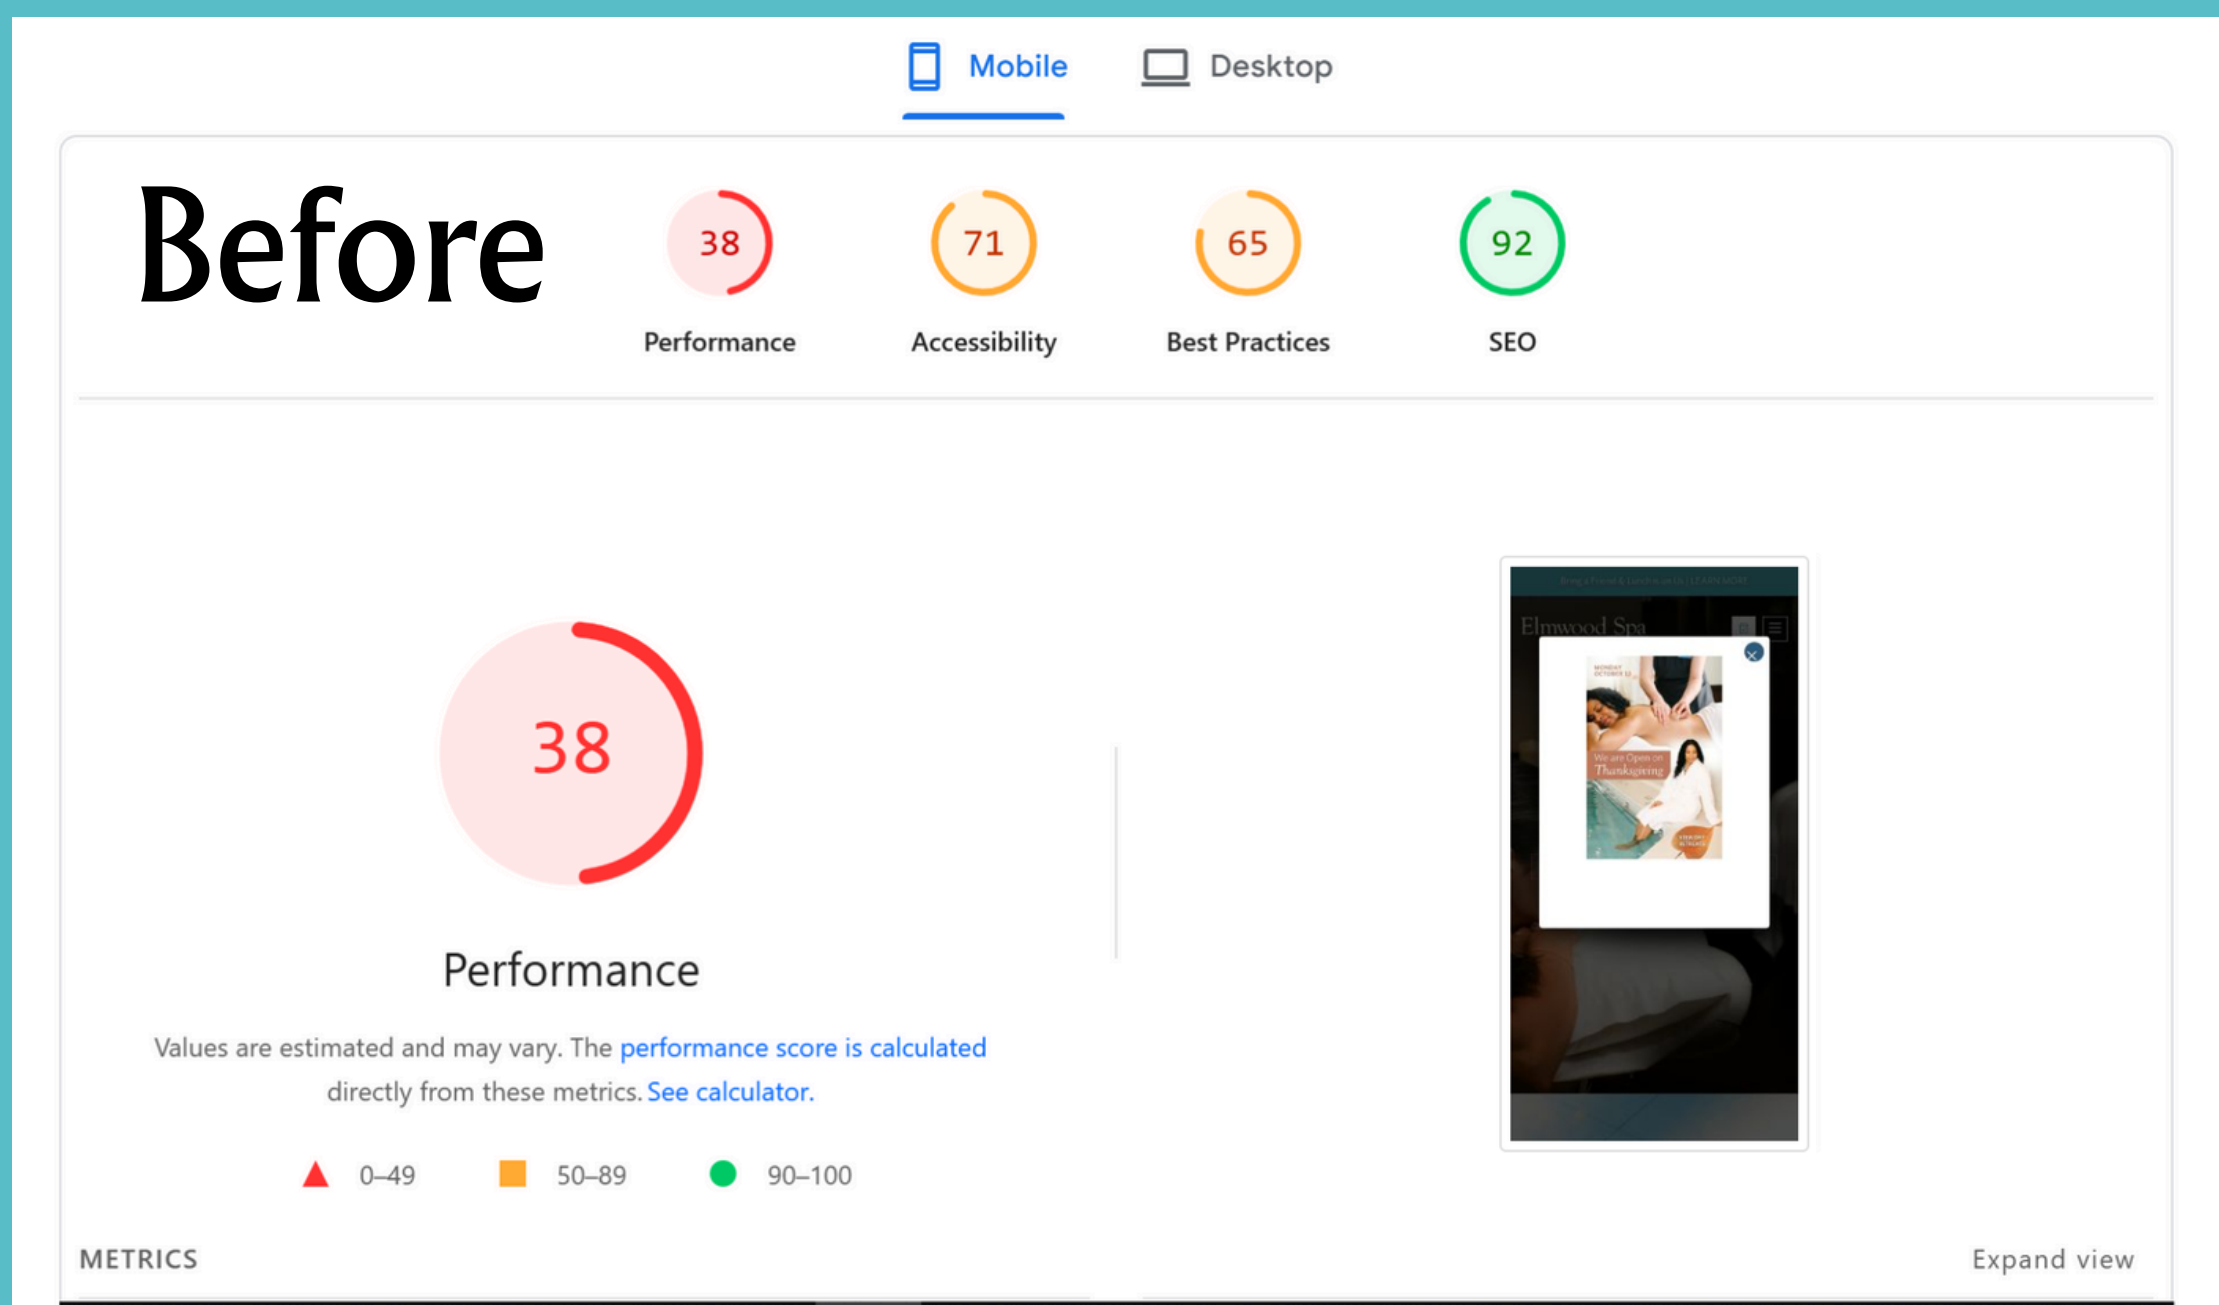 Mobile Desktop
Before
38 71 65 92
Performance Accessibility Best Practices SEO
38
Performance
Values are estimated and may vary. The performance score is calculated
directly from these metrics. See calculator.
0–49 50–89 90–100
Elmwood Spa
MONDAY
OCTOBER
We are Open on
Thanksgiving
METRICS Expand view